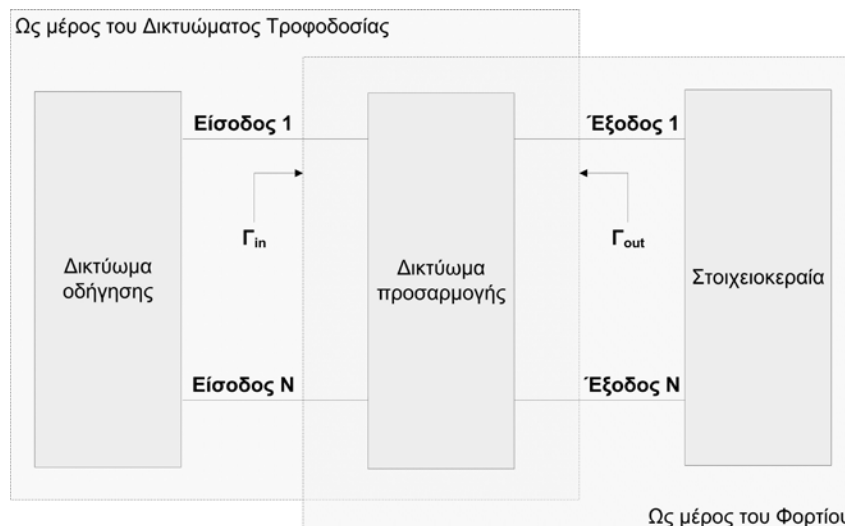 Ως μέρος του Δικτυώματος Τροφοδοσίας
Είσοδος 1
Έξοδος 1
Γin
Γout
Δικτύωμα
οδήγησης
Δικτύωμα
προσαρμογής
Στοιχειοκεραία
Είσοδος Ν
Έξοδος Ν
Ως μέρος του Φορτίου